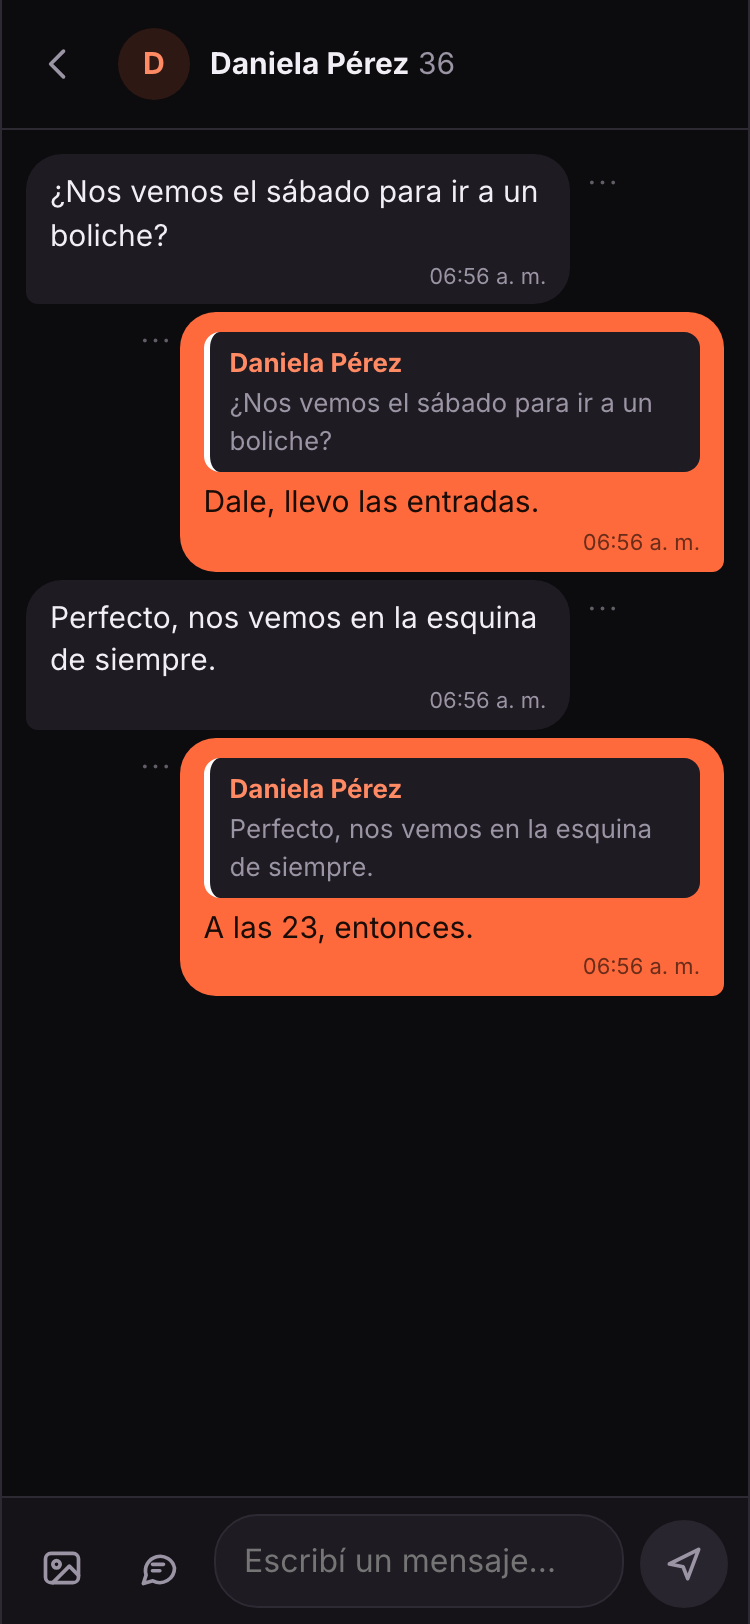 D
Daniela Pérez 36
¿Nos vemos el sábado para ir a un
boliche?
06:56 a. m.
Daniela Pérez
¿Nos vemos el sábado para ir a un
boliche?
Dale, llevo las entradas.
06:56 a. m.
Perfecto, nos vemos en la esquina
de siempre.
06:56 a. m.
Daniela Pérez
Perfecto, nos vemos en la esquina
de siempre.
A las 23, entonces.
06:56 a. m.
Escribí un mensaje...